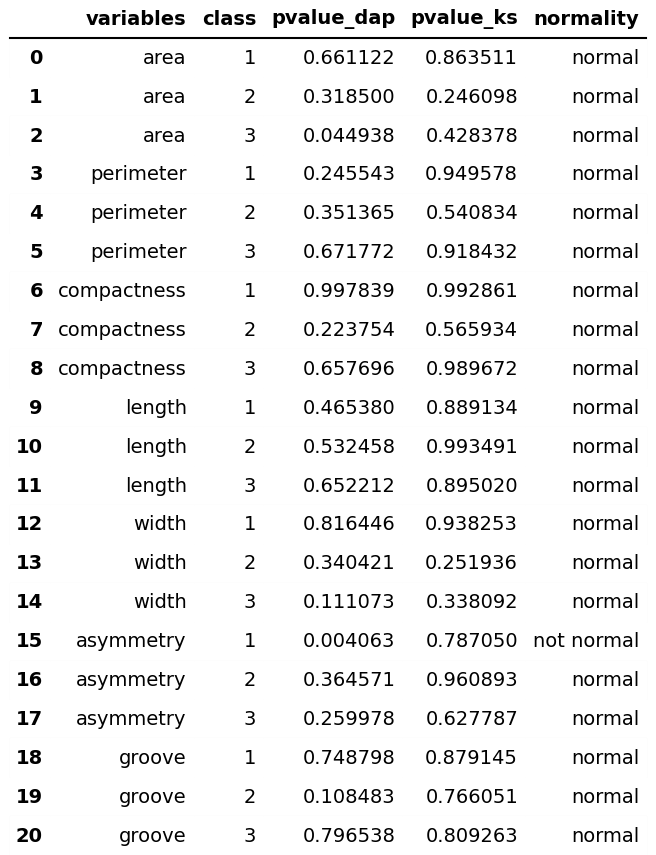 variables class pvalue_dap pvalue_ks normality
0 area 1 0.661122 0.863511 normal
1 area 2 0.318500 0.246098 normal
2 area 3 0.044938 0.428378 normal
3 perimeter 1 0.245543 0.949578 normal
4 perimeter 2 0.351365 0.540834 normal
5 perimeter 3 0.671772 0.918432 normal
6 compactness 1 0.997839 0.992861 normal
7 compactness 2 0.223754 0.565934 normal
8 compactness 3 0.657696 0.989672 normal
9 length 1 0.465380 0.889134 normal
10 length 2 0.532458 0.993491 normal
11 length 3 0.652212 0.895020 normal
12 width 1 0.816446 0.938253 normal
13 width 2 0.340421 0.251936 normal
14 width 3 0.111073 0.338092 normal
15 asymmetry 1 0.004063 0.787050 not normal
16 asymmetry 2 0.364571 0.960893 normal
17 asymmetry 3 0.259978 0.627787 normal
18 groove 1 0.748798 0.879145 normal
19 groove 2 0.108483 0.766051 normal
20 groove 3 0.796538 0.809263 normal